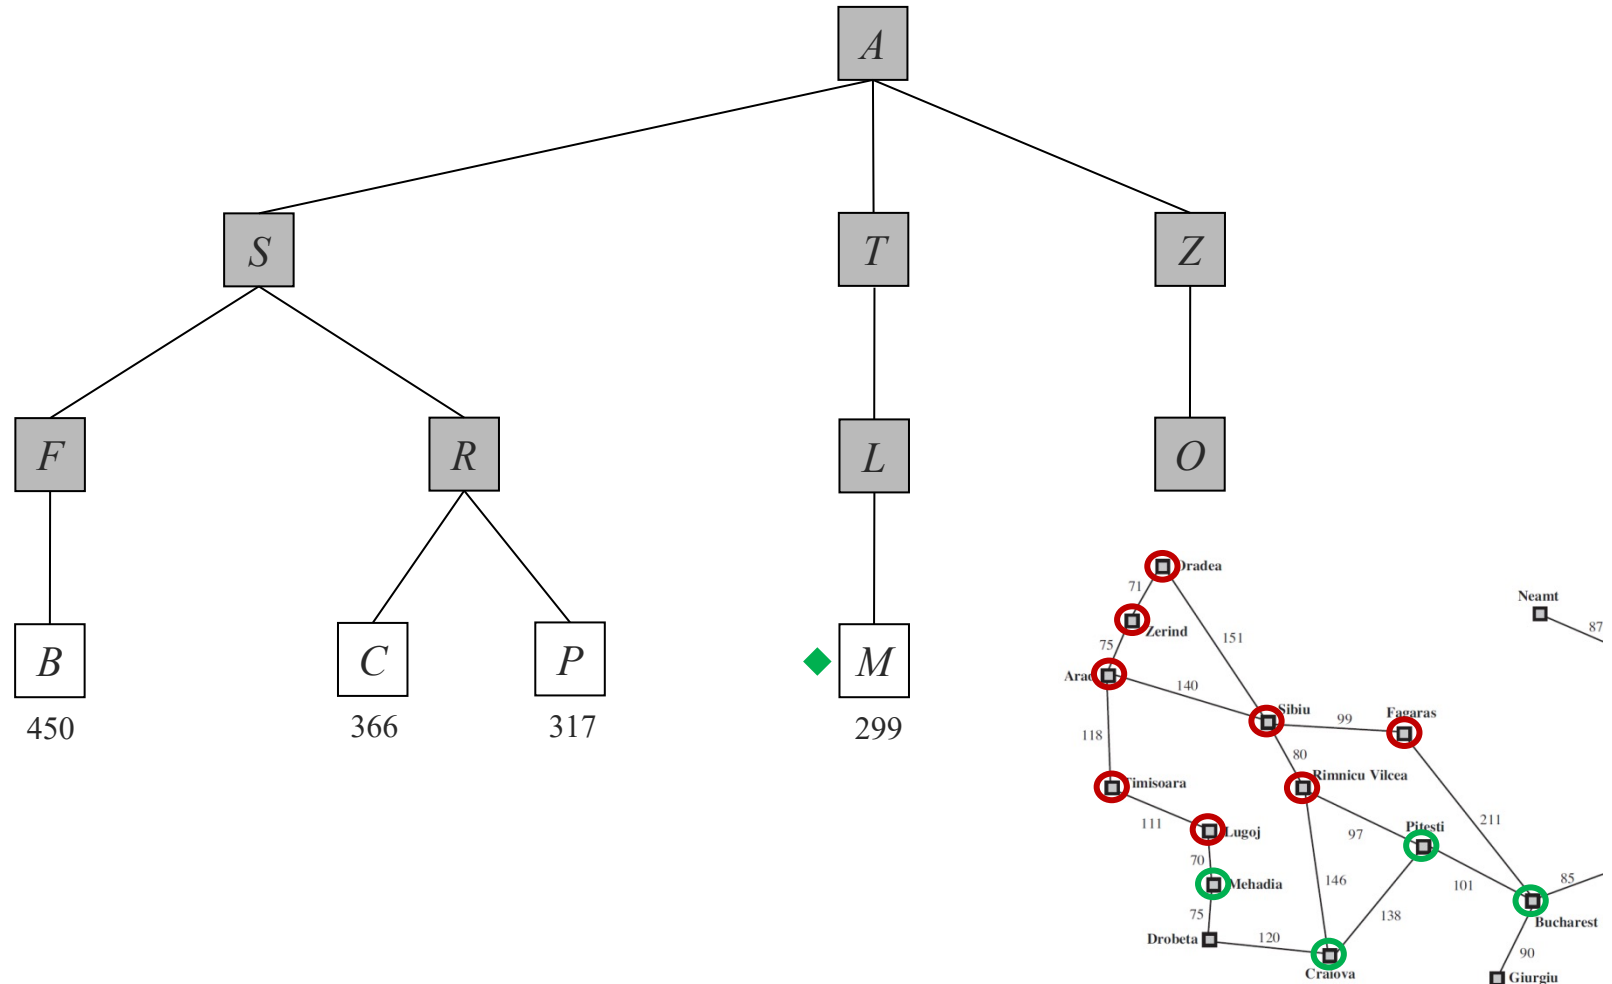 A
S
T
Z
F
R
L
O
B
C
P
M
450
366
317
299
Oradea
71
Neamt
87
Zerind
75
151
Arad
140
Sibiu
99
Fagaras
118
80
Timisoara
Rimnicu Vilcea
111
Lugoj
97
Pitesti
211
70
Mehadia
146
101
85
75
138
Bucharest
Drobeta
120
90
Craiova
Giurgiu